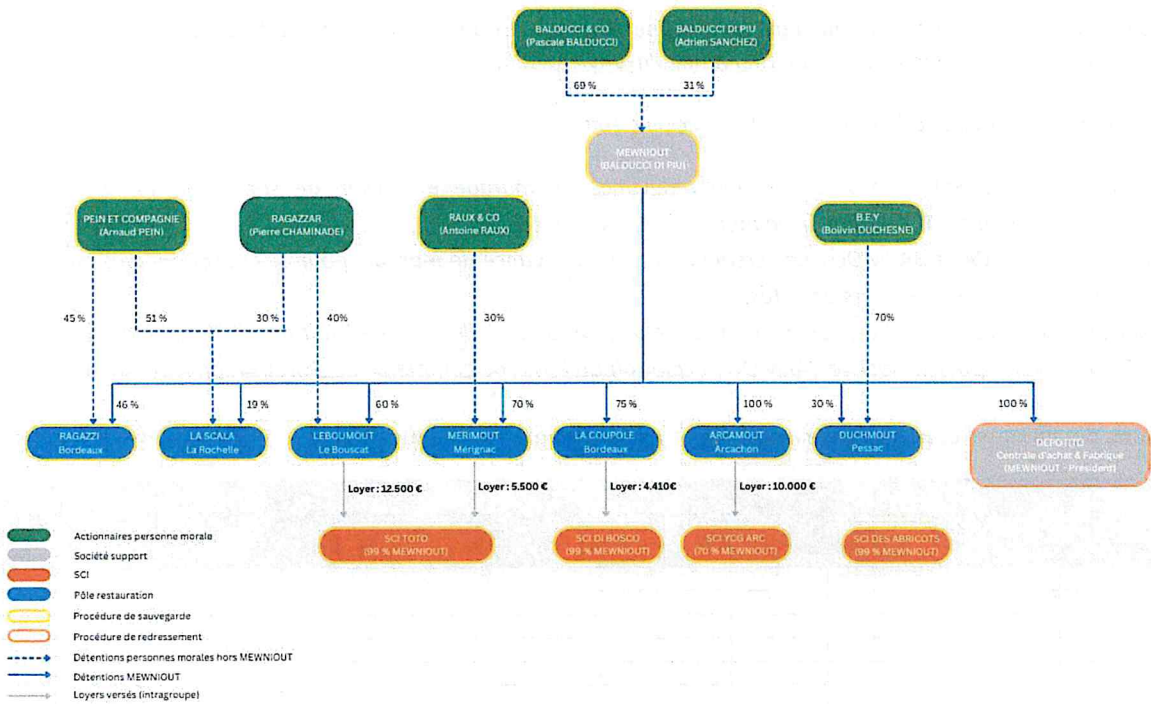 BALDUCCI & CO
(Pascale BALDUCCI)
BALDUCCI DI PIU
(Adrien SANCHEZ)
69 %
31 %
MEWNIOUT
(BALDUCCI DI PIU)
PEIN ET COMPAGNIE
(Arnaud PEIN)
RAGAZZAR
(Pierre CHAMINADE)
RAUX & CO
(Antoine RAUX)
B.E.Y
(Bolivin DUCHESNE)
45 %
51 %
30 %
40%
30%
70%
46 %
19 %
60 %
70 %
75 %
100 %
30 %
100 %
RAGAZZI
Bordeaux
LA SCALA
La Rochelle
LEBOUMOUT
Le Bouscat
MERIMOUT
Mérignac
LA COUPOLE
Bordeaux
ARCAMOUT
Arcachon
DUCHMOUT
Pessac
DEPOTITO
Centrale d'achat & Fabrique
(MEWNIOUT - Président)
Loyer : 12.500 €
Loyer : 5.500 €
Loyer : 4.410€
Loyer : 10.000 €
SCI TOTO
(99 % MEWNIOUT)
SCI DI BOSCO
(99 % MEWNIOUT)
SCI YCG ARC
(70 % MEWNIOUT)
SCI DES ABRICOTS
(99 % MEWNIOUT)
Actionnaires personne morale
Société support
SCI
Pôle restauration
Procédure de sauvegarde
Procédure de redressement
Détentions personnes morales hors MEWNIOUT
Détentions MEWNIOUT
Loyers versés (intragroupe)